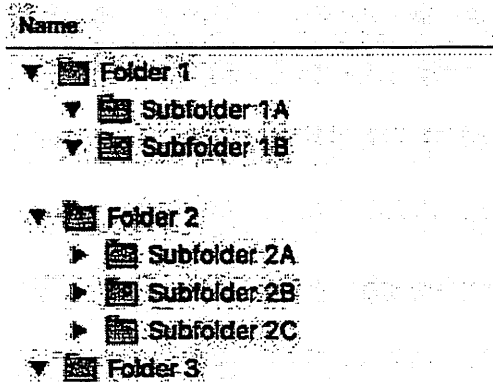 Name
Folder 1
Subfolder 1A
Subfolder 1B
Folder 2
Subfolder 2A
Subfolder 2B
Subfolder 2C
Folder 3